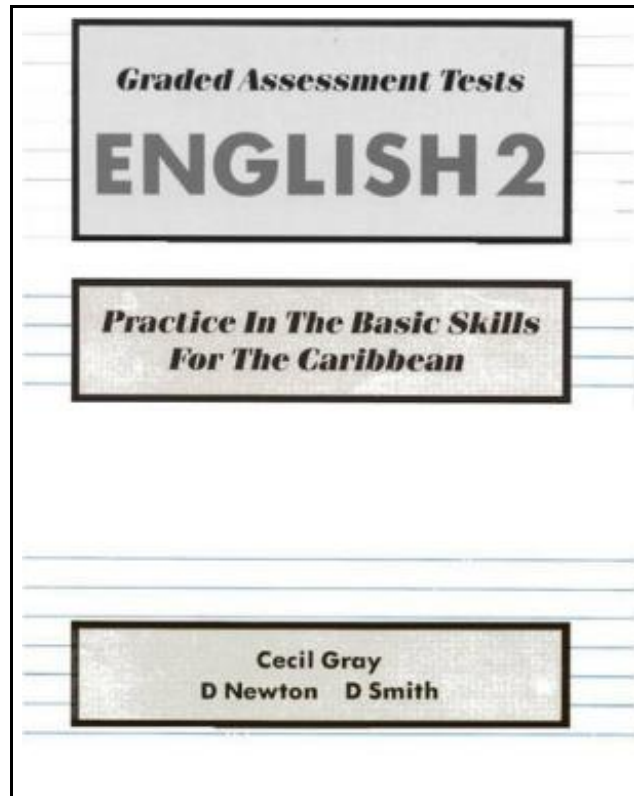 Graded Assessment Tests
ENGLISH 2
Practice In The Basic Skills
For The Caribbean
Cecil Gray
D Newton D Smith